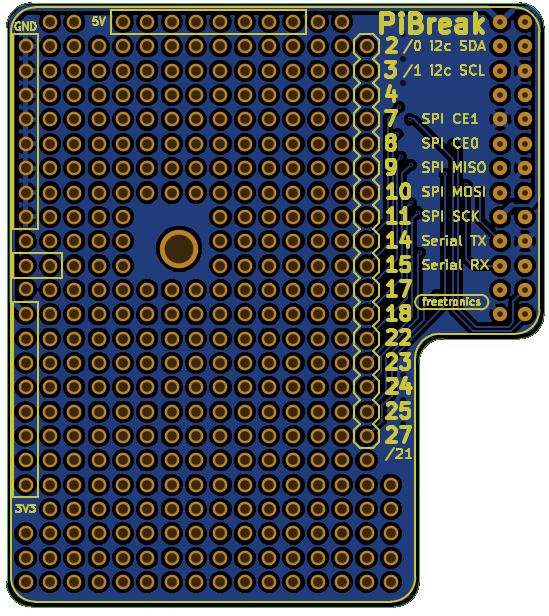 GND
5V
PiBreak
2 /0 i2c SDA
3 /1 i2c SCL
4
7 SPI CE1
8 SPI CE0
9 SPI MISO
10 SPI MOSI
11 SPI SCK
14 Serial TX
15 Serial RX
17
freetronics
18
22
23
24
25
27
/21
3V3